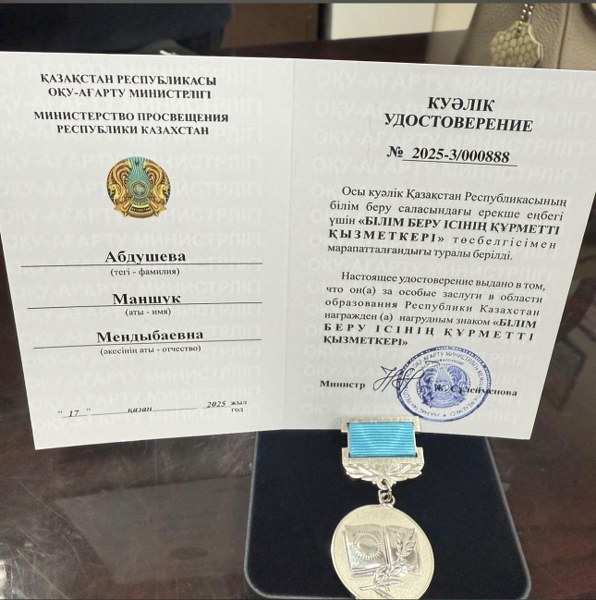 ҚАЗАҚСТАН РЕСПУБЛИКАСЫ
ОҚУ-АҒАРТУ МИНИСТРЛІГІ
МИНИСТЕРСТВО ПРОСВЕЩЕНИЯ
РЕСПУБЛИКИ КАЗАХСТАН
Абдушева
(тегі - фамилия)
Маншук
(аты - имя)
Мендыбаевна
(әкесінің аты - отчество)
" 17 " қазан 2025 жыл
год
КУӘЛІК
УДОСТОВЕРЕНИЕ
№ 2025-3/000888
Осы куәлік Қазақстан Республикасының
білім беру саласындағы ерекше еңбегі
үшін «БІЛІМ БЕРУ ІСІНІҢ ҚҰРМЕТТІ
ҚЫЗМЕТКЕРІ» төсбелгісімен
марапатталғандығы туралы берілді.
Настоящее удостоверение выдано в том,
что он(а) за особые заслуги в области
образования Республики Казахстан
награжден (а) нагрудным знаком «БІЛІМ
БЕРУ ІСІНІҢ ҚҰРМЕТТІ
ҚЫЗМЕТКЕРІ»
Министр Ж. Сулейменова